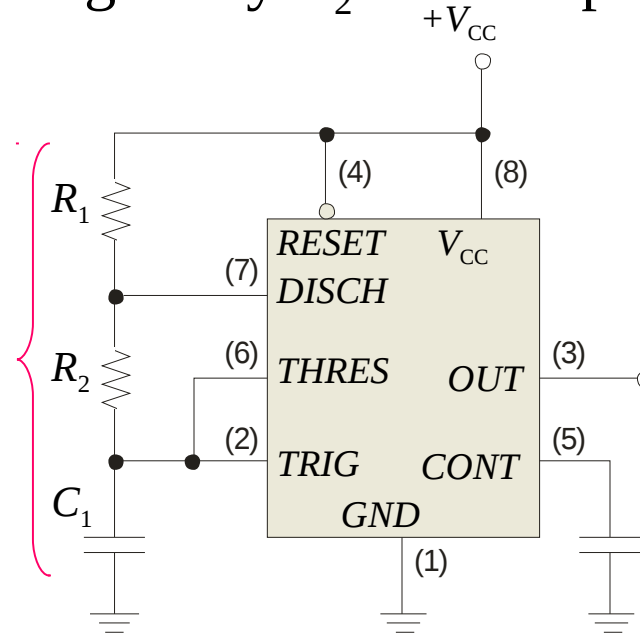 +VCC
(4)
(8)
R1
RESET
VCC
(7)
DISCH
(6)
THRES
(3)
R2
OUT
(2)
TRIG
(5)
CONT
C1
GND
(1)